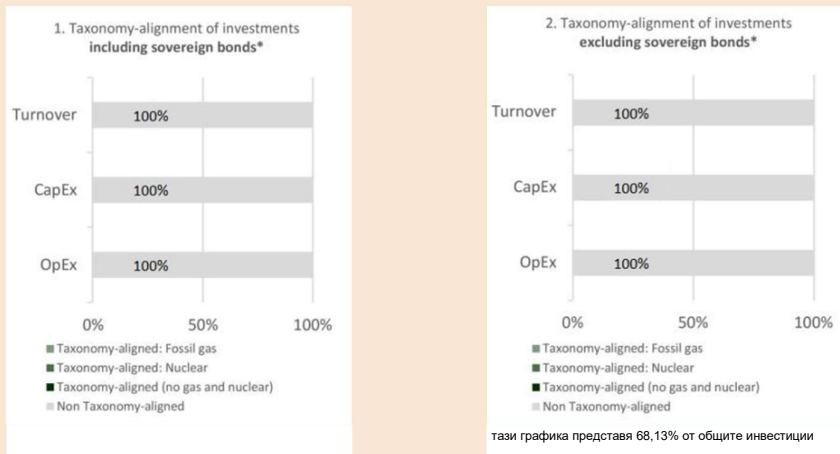 1. Taxonomy-alignment of investments
including sovereign bonds*
Turnover
100%
CapEx
100%
OpEx
100%
0%
50%
100%
Taxonomy-aligned: Fossil gas
Taxonomy-aligned: Nuclear
Taxonomy-aligned (no gas and nuclear)
Non Taxonomy-aligned
2. Taxonomy-alignment of investments
excluding sovereign bonds*
Turnover
100%
CapEx
100%
OpEx
100%
0%
50%
100%
Taxonomy-aligned: Fossil gas
Taxonomy-aligned: Nuclear
Taxonomy-aligned (no gas and nuclear)
Non Taxonomy-aligned
тази графика представя 68,13% от общите инвестиции